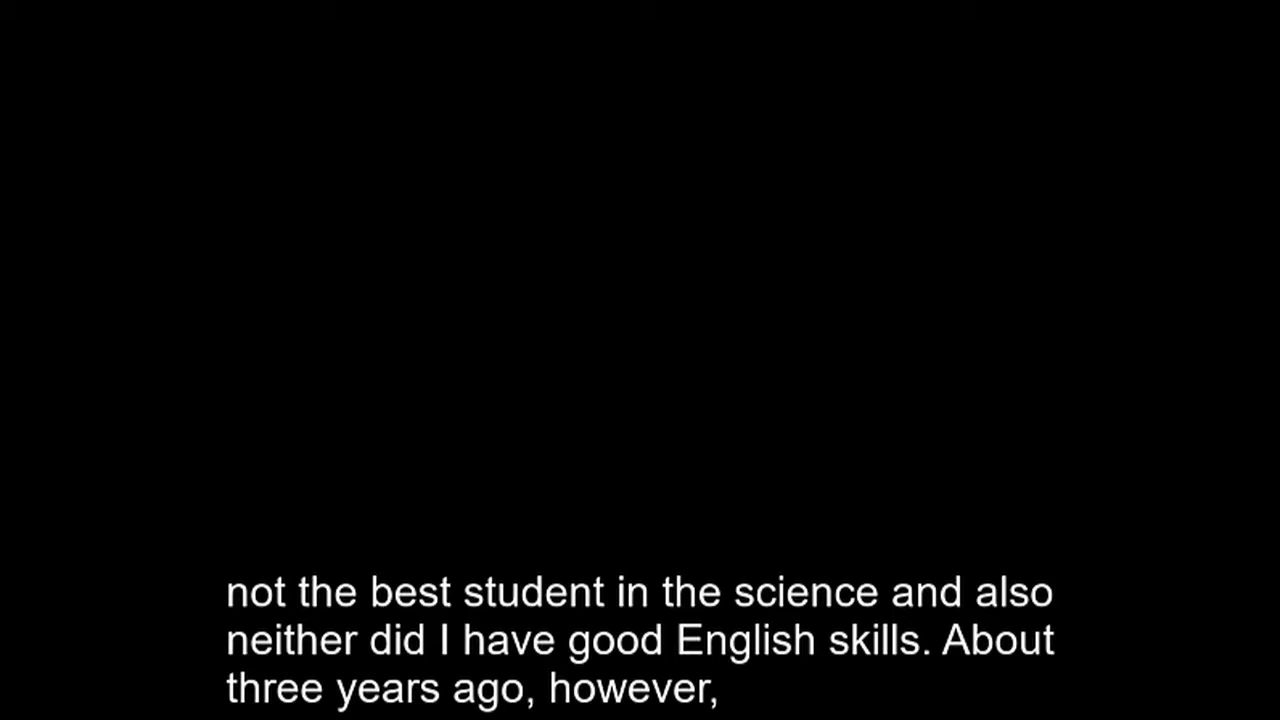 not the best student in the science and also
neither did I have good English skills. About
three years ago, however,